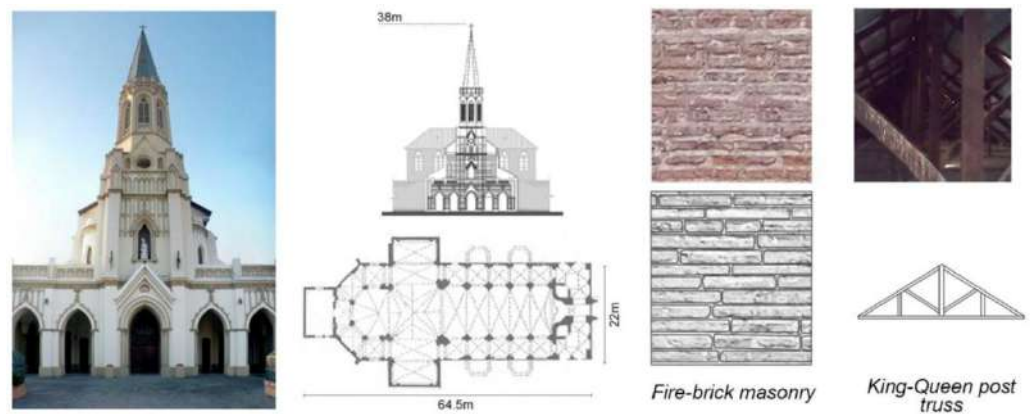 38m
22m
64.5m
Fire-brick masonry
King-Queen post
truss